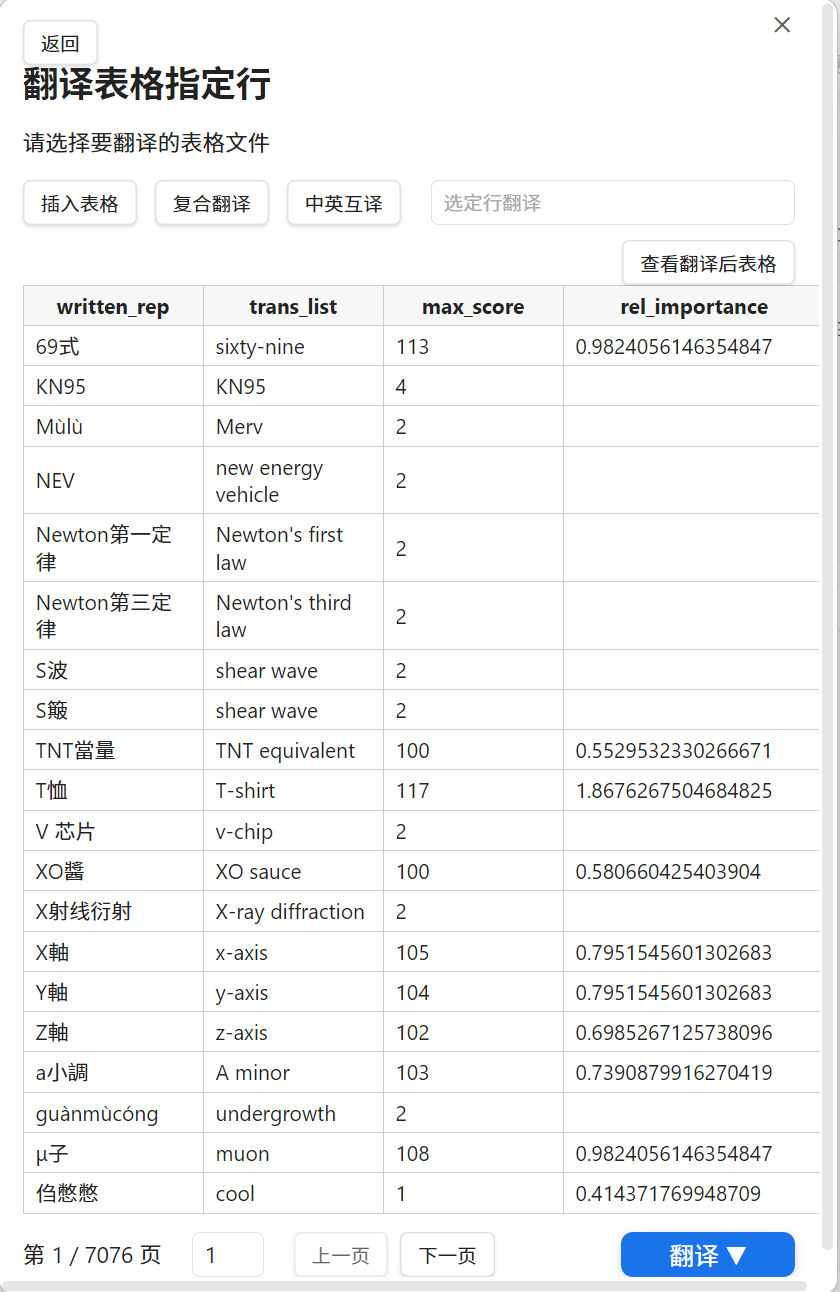 返回
翻译表格指定行
请选择要翻译的表格文件
插入表格 复合翻译 中英互译 选定行翻译
查看翻译后表格
written_rep trans_list max_score rel_importance
69式 sixty-nine 113 0.9824056146354847
KN95 KN95 4
Mùlù Merv 2
NEV new energy vehicle 2
Newton第一定律 Newton's first law 2
Newton第三定律 Newton's third law 2
S波 shear wave 2
S簸 shear wave 2
TNT當量 TNT equivalent 100 0.5529532330266671
T恤 T-shirt 117 1.8676267504684825
V 芯片 v-chip 2
XO醬 XO sauce 100 0.580660425403904
X射线衍射 X-ray diffraction 2
X軸 x-axis 105 0.7951545601302683
Y軸 y-axis 104 0.7951545601302683
Z軸 z-axis 102 0.6985267125738096
a小調 A minor 103 0.7390879916270419
guànmùcóng undergrowth 2
μ子 muon 108 0.9824056146354847
㑇憋憋 cool 1 0.414371769948709
第 1 / 7076 页 1 上一页 下一页 翻译 ▼